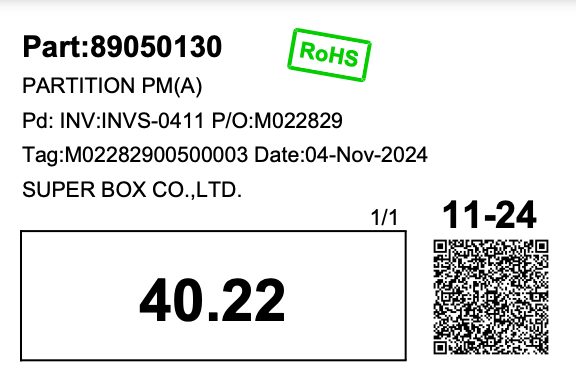 Part:89050130
RoHS
PARTITION PM(A)
Pd: INV:INVS-0411 P/O:M022829
Tag:M02282900500003 Date:04-Nov-2024
SUPER BOX CO.,LTD.
1/1
11-24
40.22